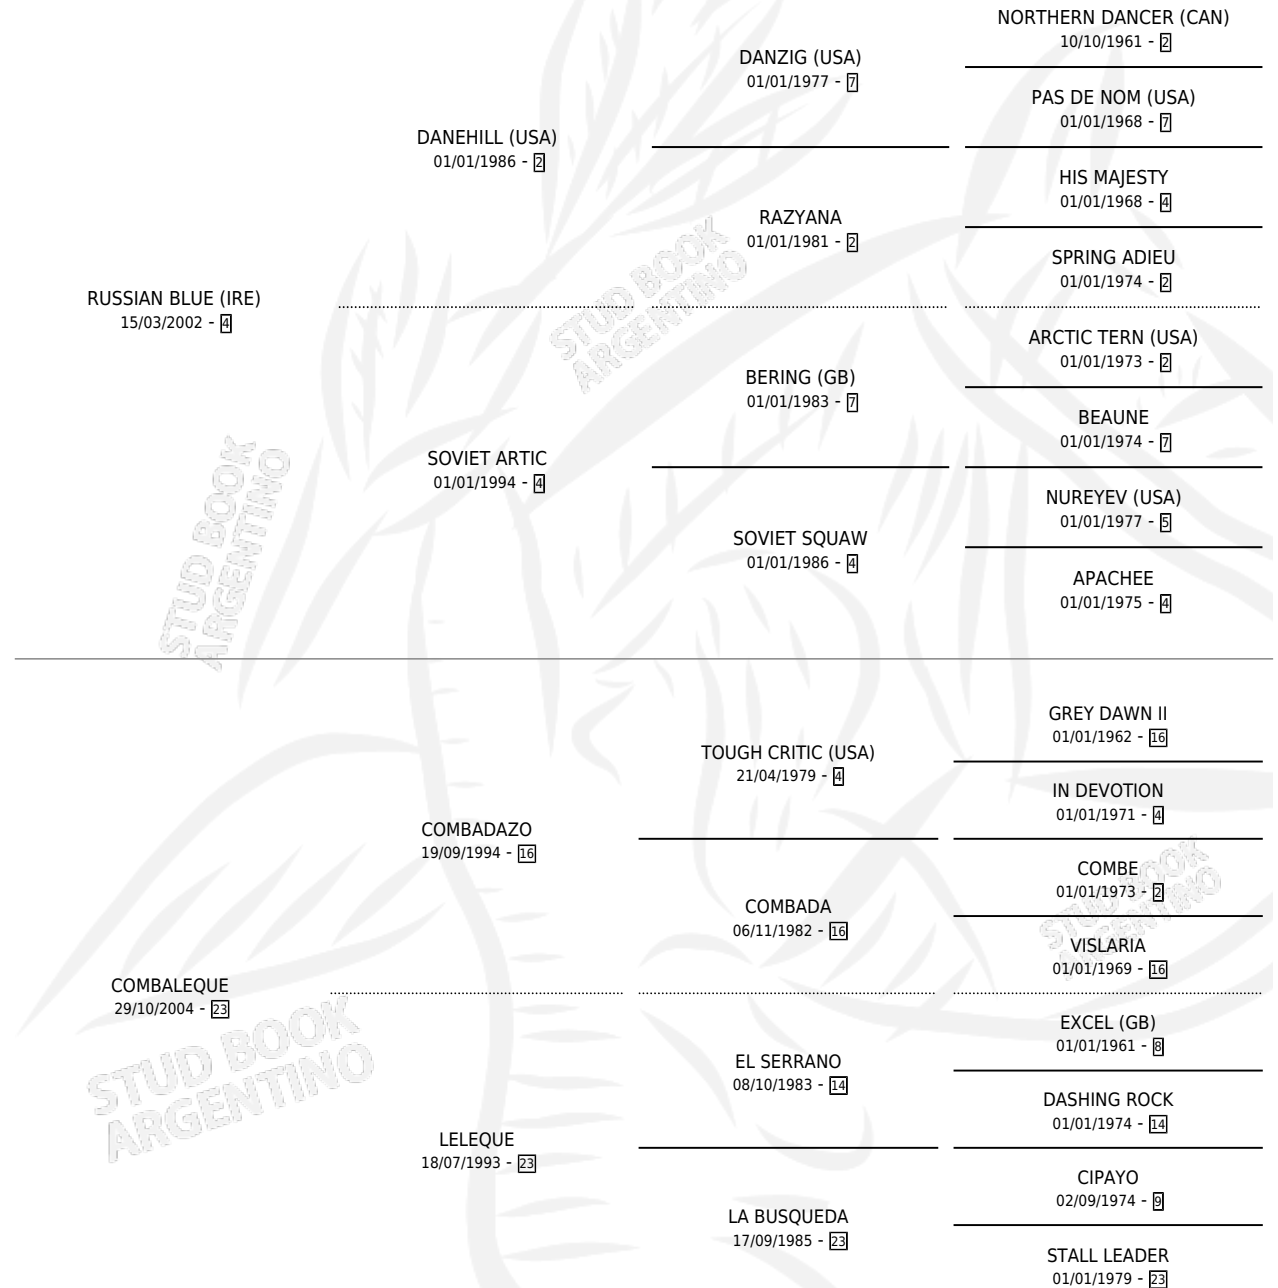 NORTHERN DANCER (CAN)
10/10/1961 - 2
DANZIG (USA)
01/01/1977 - 7
PAS DE NOM (USA)
01/01/1968 - 7
DANEHILL (USA)
01/01/1986 - 2
HIS MAJESTY
01/01/1968 - 4
RAZYANA
01/01/1981 - 2
SPRING ADIEU
01/01/1974 - 2
RUSSIAN BLUE (IRE)
15/03/2002 - 4
STUD BOOK
ARGENTINO
ARCTIC TERN (USA)
01/01/1973 - 2
BERING (GB)
01/01/1983 - 7
BEAUNE
01/01/1974 - 7
SOVIET ARTIC
01/01/1994 - 4
NUREYEV (USA)
01/01/1977 - 5
SOVIET SQUAW
01/01/1986 - 4
APACHEE
01/01/1975 - 4
STUD BOOK
ARGENTINO
GREY DAWN II
01/01/1962 - 16
TOUGH CRITIC (USA)
21/04/1979 - 4
IN DEVOTION
01/01/1971 - 4
COMBADAZO
19/09/1994 - 16
COMBE
01/01/1973 - 2
COMBADA
06/11/1982 - 16
STUD BOOK
ARGENTINO
VISLARIA
01/01/1969 - 16
COMBALEQUE
29/10/2004 - 23
STUD BOOK
ARGENTINO
EXCEL (GB)
01/01/1961 - 8
EL SERRANO
08/10/1983 - 14
DASHING ROCK
01/01/1974 - 14
LELEQUE
18/07/1993 - 23
CIPAYO
02/09/1974 - 9
LA BUSQUEDA
17/09/1985 - 23
STALL LEADER
01/01/1979 - 23